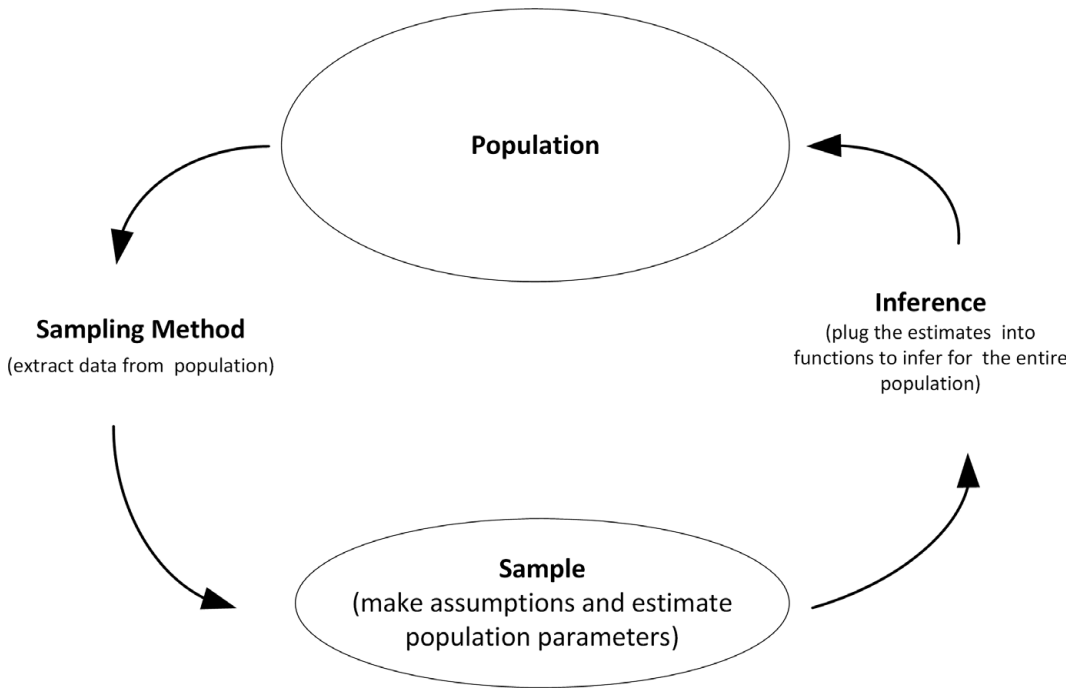 Population
Sampling Method
(extract data from population)
Inference
(plug the estimates into
functions to infer for the entire
population)
Sample
(make assumptions and estimate
population parameters)